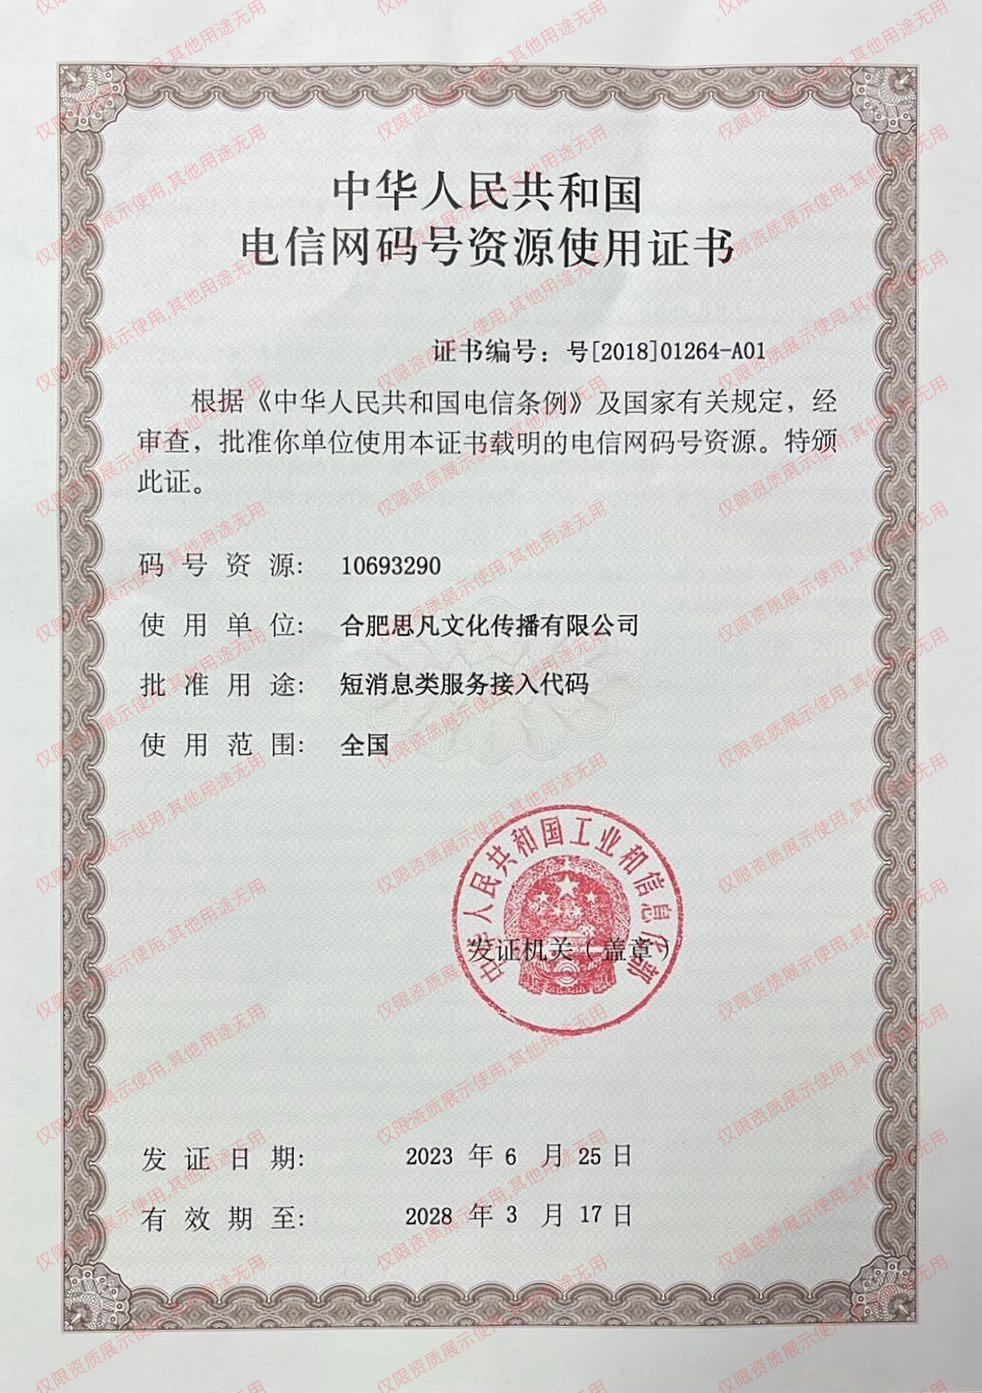 中华人民共和国
电信网码号资源使用证书
证书编号：号[2018]01264-A01
根据《中华人民共和国电信条例》及国家有关规定，经
审查，批准你单位使用本证书载明的电信网码号资源。特颁
此证。
码号资源：10693290
使用单位：合肥思凡文化传播有限公司
批准用途：短消息类服务接入代码
使用范围：全国
中华人民共和国工业和信息化部
发证机关（盖章）
发证日期：2023 年 6 月 25 日
有效期至：2028 年 3 月 17 日
仅限资质展示使用,其他用途无用